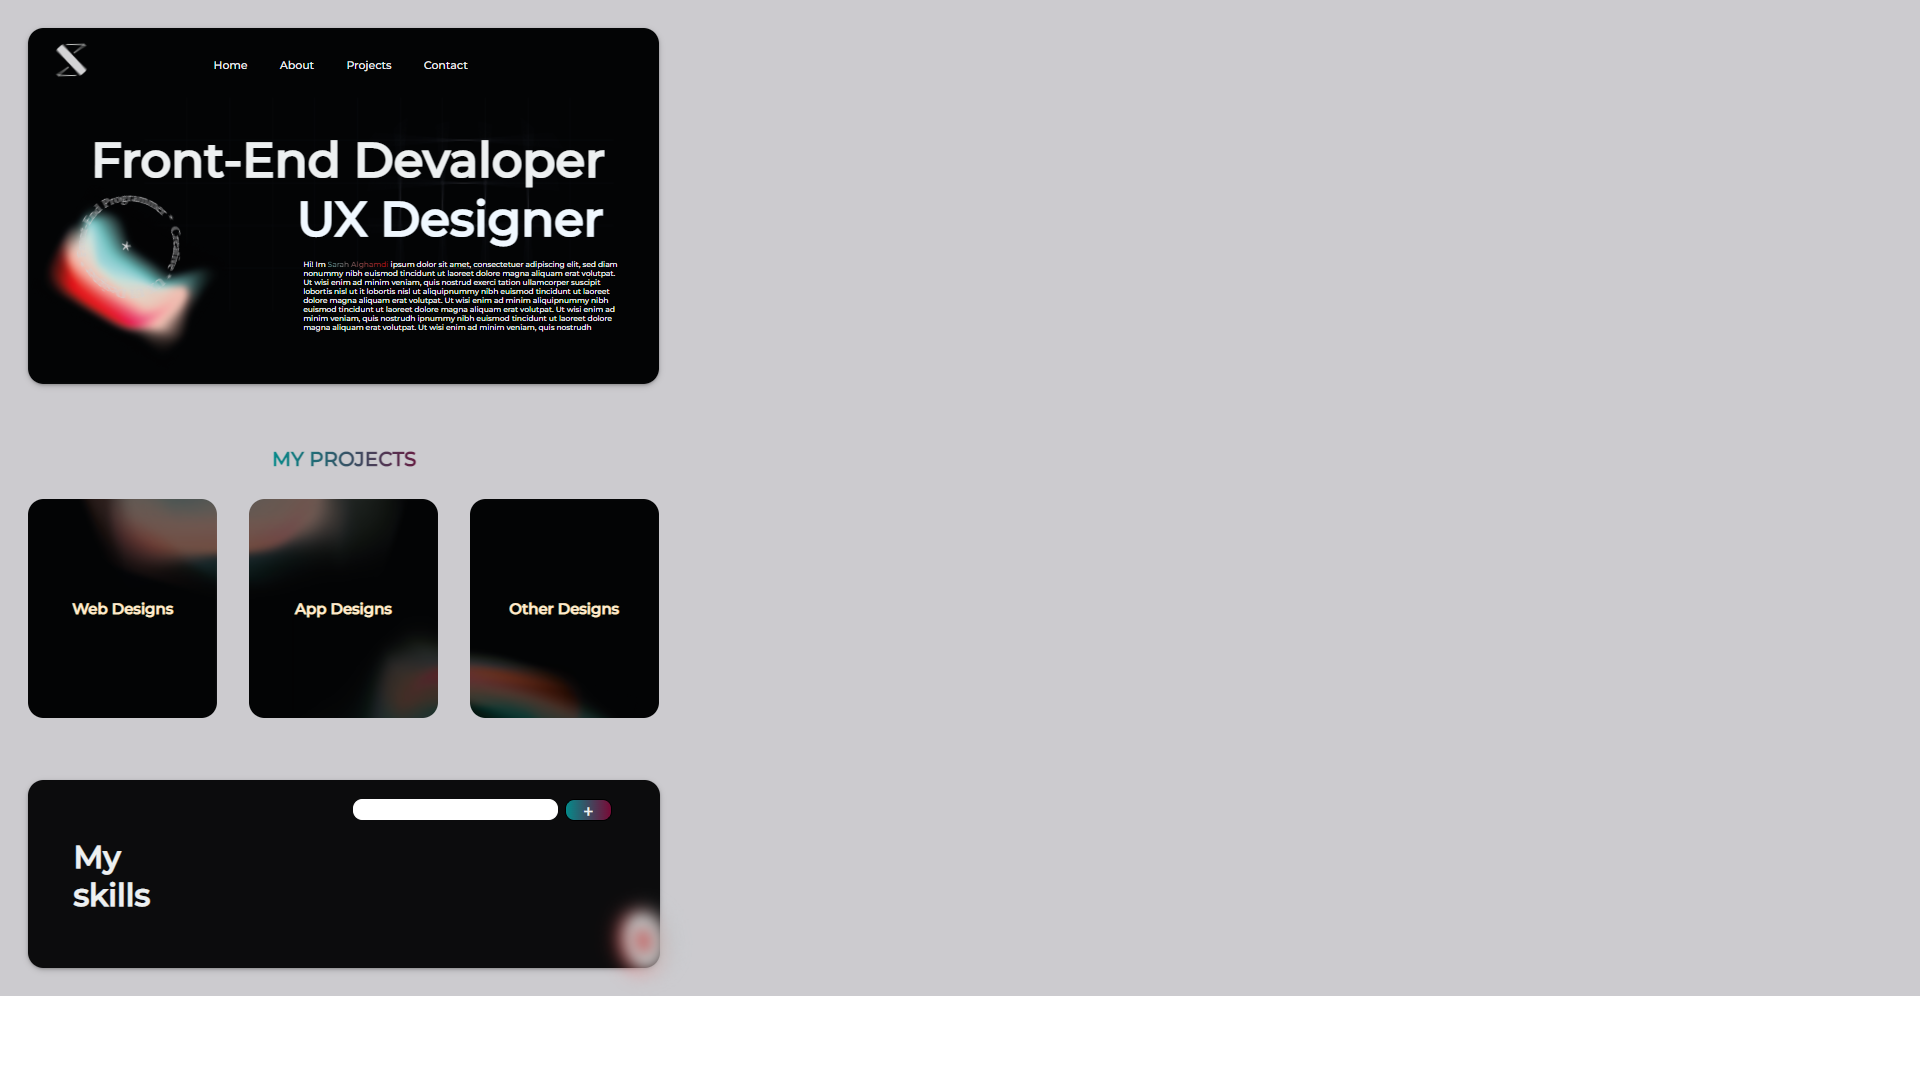 Home About Projects Contact
Front-End Devaloper
UX Designer
End Programmer - Creative -
*
Hi! Im Sarah Alghamdi ipsum dolor sit amet, consectetuer adipiscing elit, sed diam
nonummy nibh euismod tincidunt ut laoreet dolore magna aliquam erat volutpat.
Ut wisi enim ad minim veniam, quis nostrud exerci tation ullamcorper suscipit
lobortis nisl ut it lobortis nisl ut aliquipnummy nibh euismod tincidunt ut laoreet
dolore magna aliquam erat volutpat. Ut wisi enim ad minim aliquipnummy nibh
euismod tincidunt ut laoreet dolore magna aliquam erat volutpat. Ut wisi enim ad
minim veniam, quis nostrudh ipnummy nibh euismod tincidunt ut laoreet dolore
magna aliquam erat volutpat. Ut wisi enim ad minim veniam, quis nostrudh
MY PROJECTS
Web Designs
App Designs
Other Designs
+
My
skills